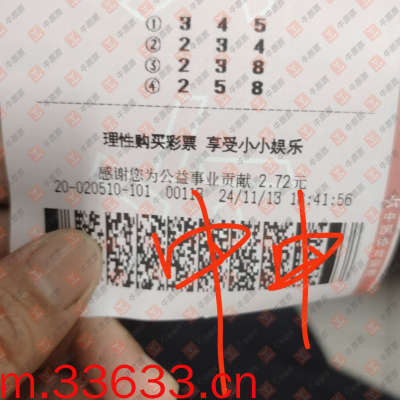 ① 3 4 5
② 2 3 4
③ 2 3 8
④ 2 5 8
理性购买彩票 享受小小娱乐
感谢您为公益事业贡献 2.72元
20-020510-101 24/11/13 :41:56
中中
m.33633.cn